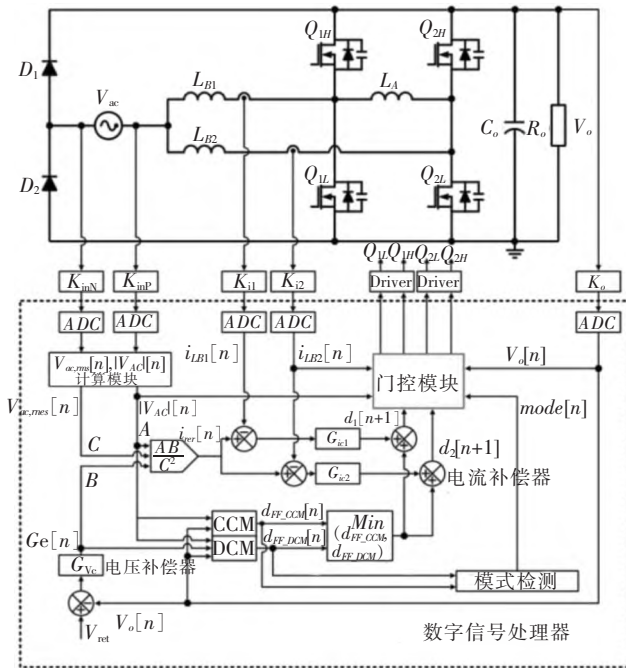 Q1H
Q2H
D1
Vac
LB1
LA
LB2
Co
Ro
Vo
D2
Q1L
Q2L
Q1L Q1H Q2L Q2H
KinN
KinP
Ki1
Ki2
Driver
Driver
Ko
ADC
ADC
ADC
ADC
ADC
Vac,rms[n],|VAC|[n]
计算模块
iLB1[n]
iLB2[n]
门控模块
Vo[n]
Vac,mes[n]
|VAC|[n]
mode[n]
A
C
B
AB
C²
irer[n]
Gic1
d1[n+1]
Gic2
d2[n+1]
电流补偿器
Ge[n]
CCM
DCM
dFF_CCM[n]
dFF_DCM[n]
Min
(dFF_CCM,
dFF_DCM)
GVc
电压补偿器
模式检测
Vret
Vo[n]
数字信号处理器